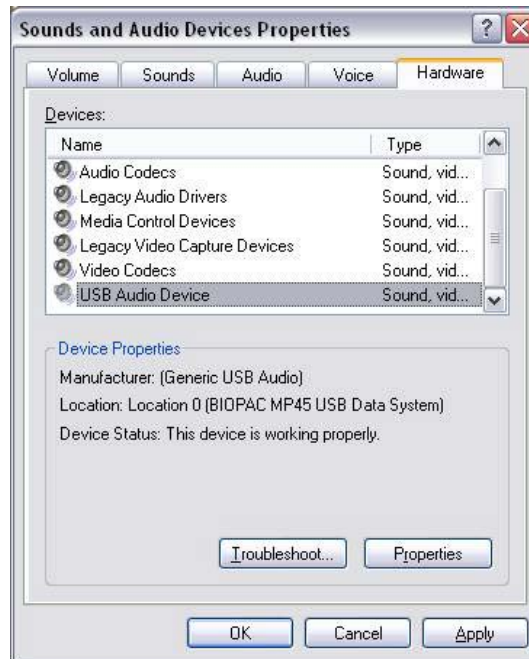 Sounds and Audio Devices Properties
Volume Sounds Audio Voice Hardware
Devices:
Name Type
Audio Codecs Sound, vid...
Legacy Audio Drivers Sound, vid...
Media Control Devices Sound, vid...
Legacy Video Capture Devices Sound, vid...
Video Codecs Sound, vid...
USB Audio Device Sound, vid...
Device Properties
Manufacturer: (Generic USB Audio)
Location: Location 0 (BIOPAC MP45 USB Data System)
Device Status: This device is working properly.
Troubleshoot... Properties
OK Cancel Apply